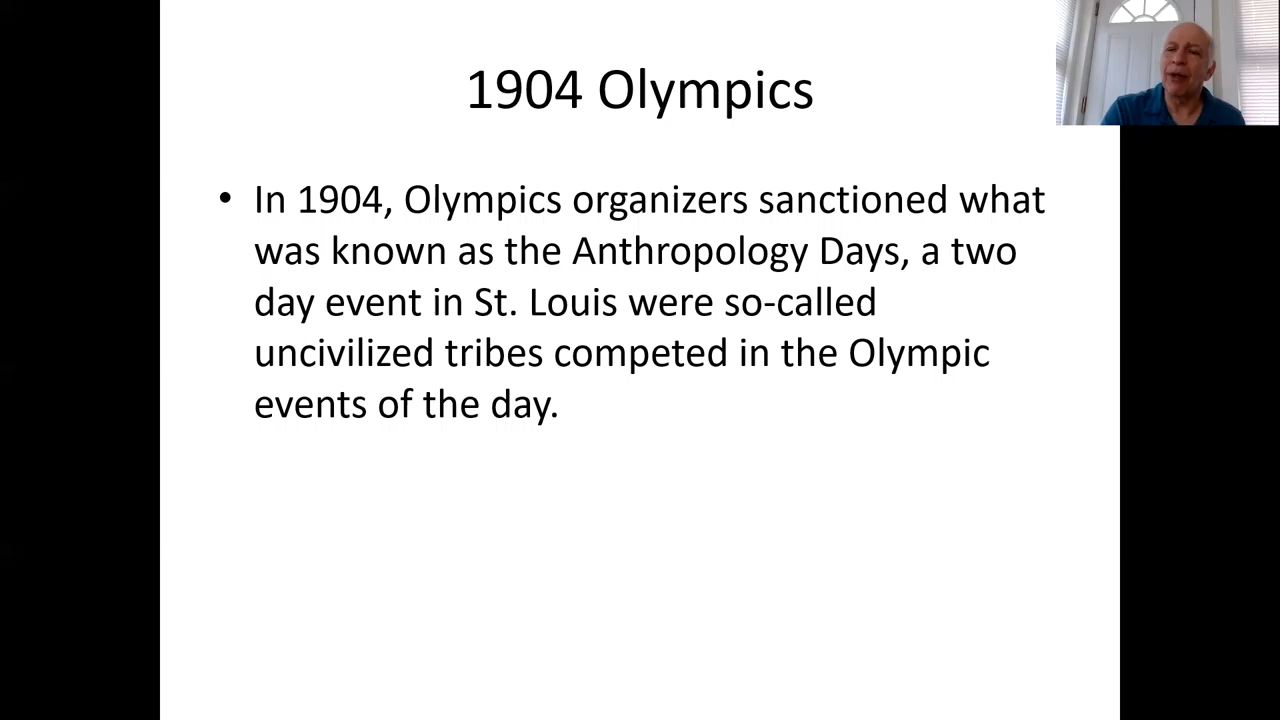 1904 Olympics
• In 1904, Olympics organizers sanctioned what
was known as the Anthropology Days, a two
day event in St. Louis were so-called
uncivilized tribes competed in the Olympic
events of the day.